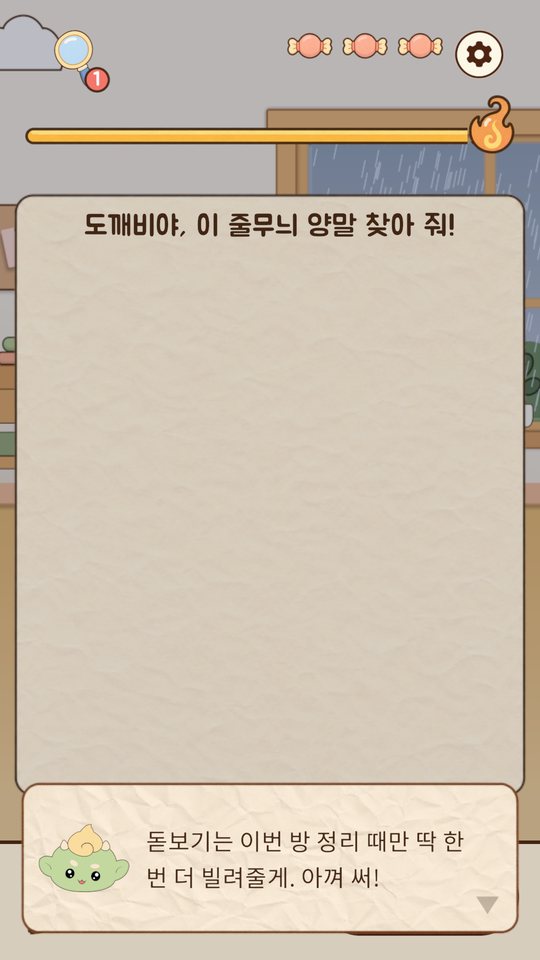 1
도깨비야, 이 줄무늬 양말 찾아 줘!
돋보기는 이번 방 정리 때만 딱 한
번 더 빌려줄게. 아껴 써!